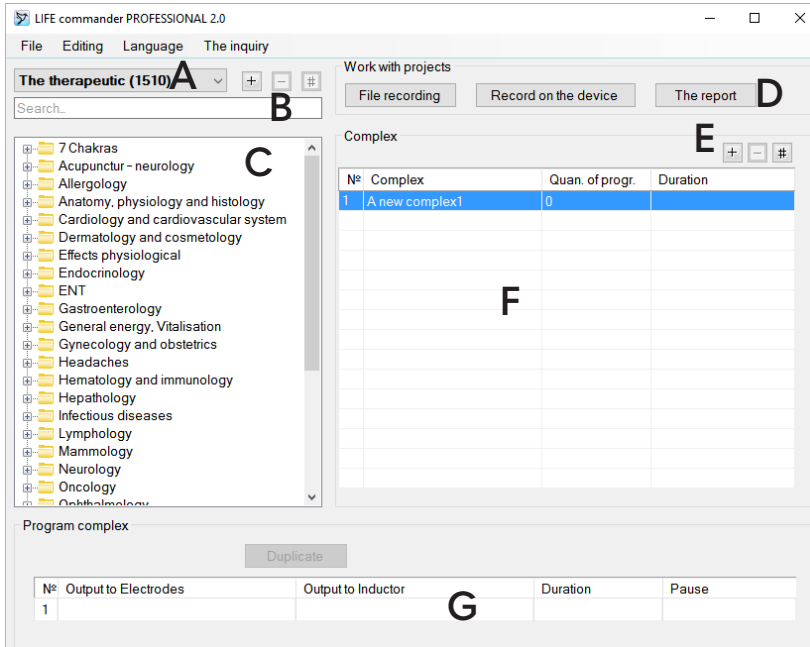 LIFE commander PROFESSIONAL 2.0
File Editing Language The inquiry
The therapeutic (1510) A + - #
Search.. B
C
7 Chakras
Acupunctur - neurology
Allergology
Anatomy, physiology and histology
Cardiology and cardiovascular system
Dermatology and cosmetology
Effects physiological
Endocrinology
ENT
Gastroenterology
General energy, Vitalisation
Gynecology and obstetrics
Headaches
Hematology and immunology
Hepathology
Infectious diseases
Lymphology
Mammology
Neurology
Oncology
Ophthalmology
Work with projects
File recording Record on the device The report D
Complex E + - #
Nº Complex Quan. of progr. Duration
1 A new complex1 0
F
Program complex
Duplicate
Nº Output to Electrodes Output to Inductor Duration Pause
1 G